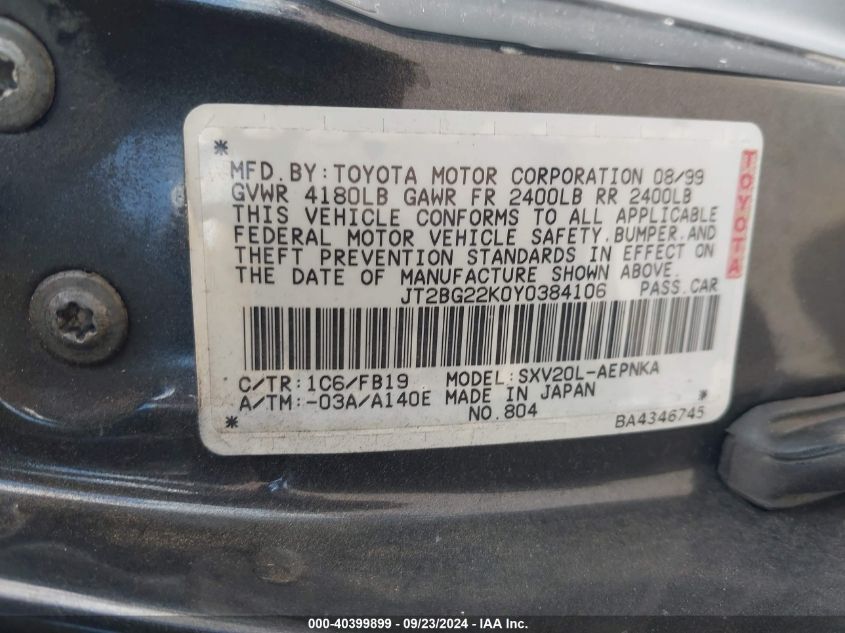 * MFD.BY:TOYOTA MOTOR CORPORATION 08/99
GVWR 4180LB GAWR FR 2400LB RR 2400LB
THIS VEHICLE CONFORMS TO ALL APPLICABLE
FEDERAL MOTOR VEHICLE SAFETY,BUMPER,AND
THEFT PREVENTION STANDARDS IN EFFECT ON
THE DATE OF MANUFACTURE SHOWN ABOVE.
JT2BG22K0Y0384106 PASS.CAR
C/TR:1C6/FB19 MODEL:SXV20L-AEPNKA *
A/TM:-03A/A140E MADE IN JAPAN
* NO.804 BA4346745
TOYOTA
000-40399899 - 09/23/2024 - IAA Inc.